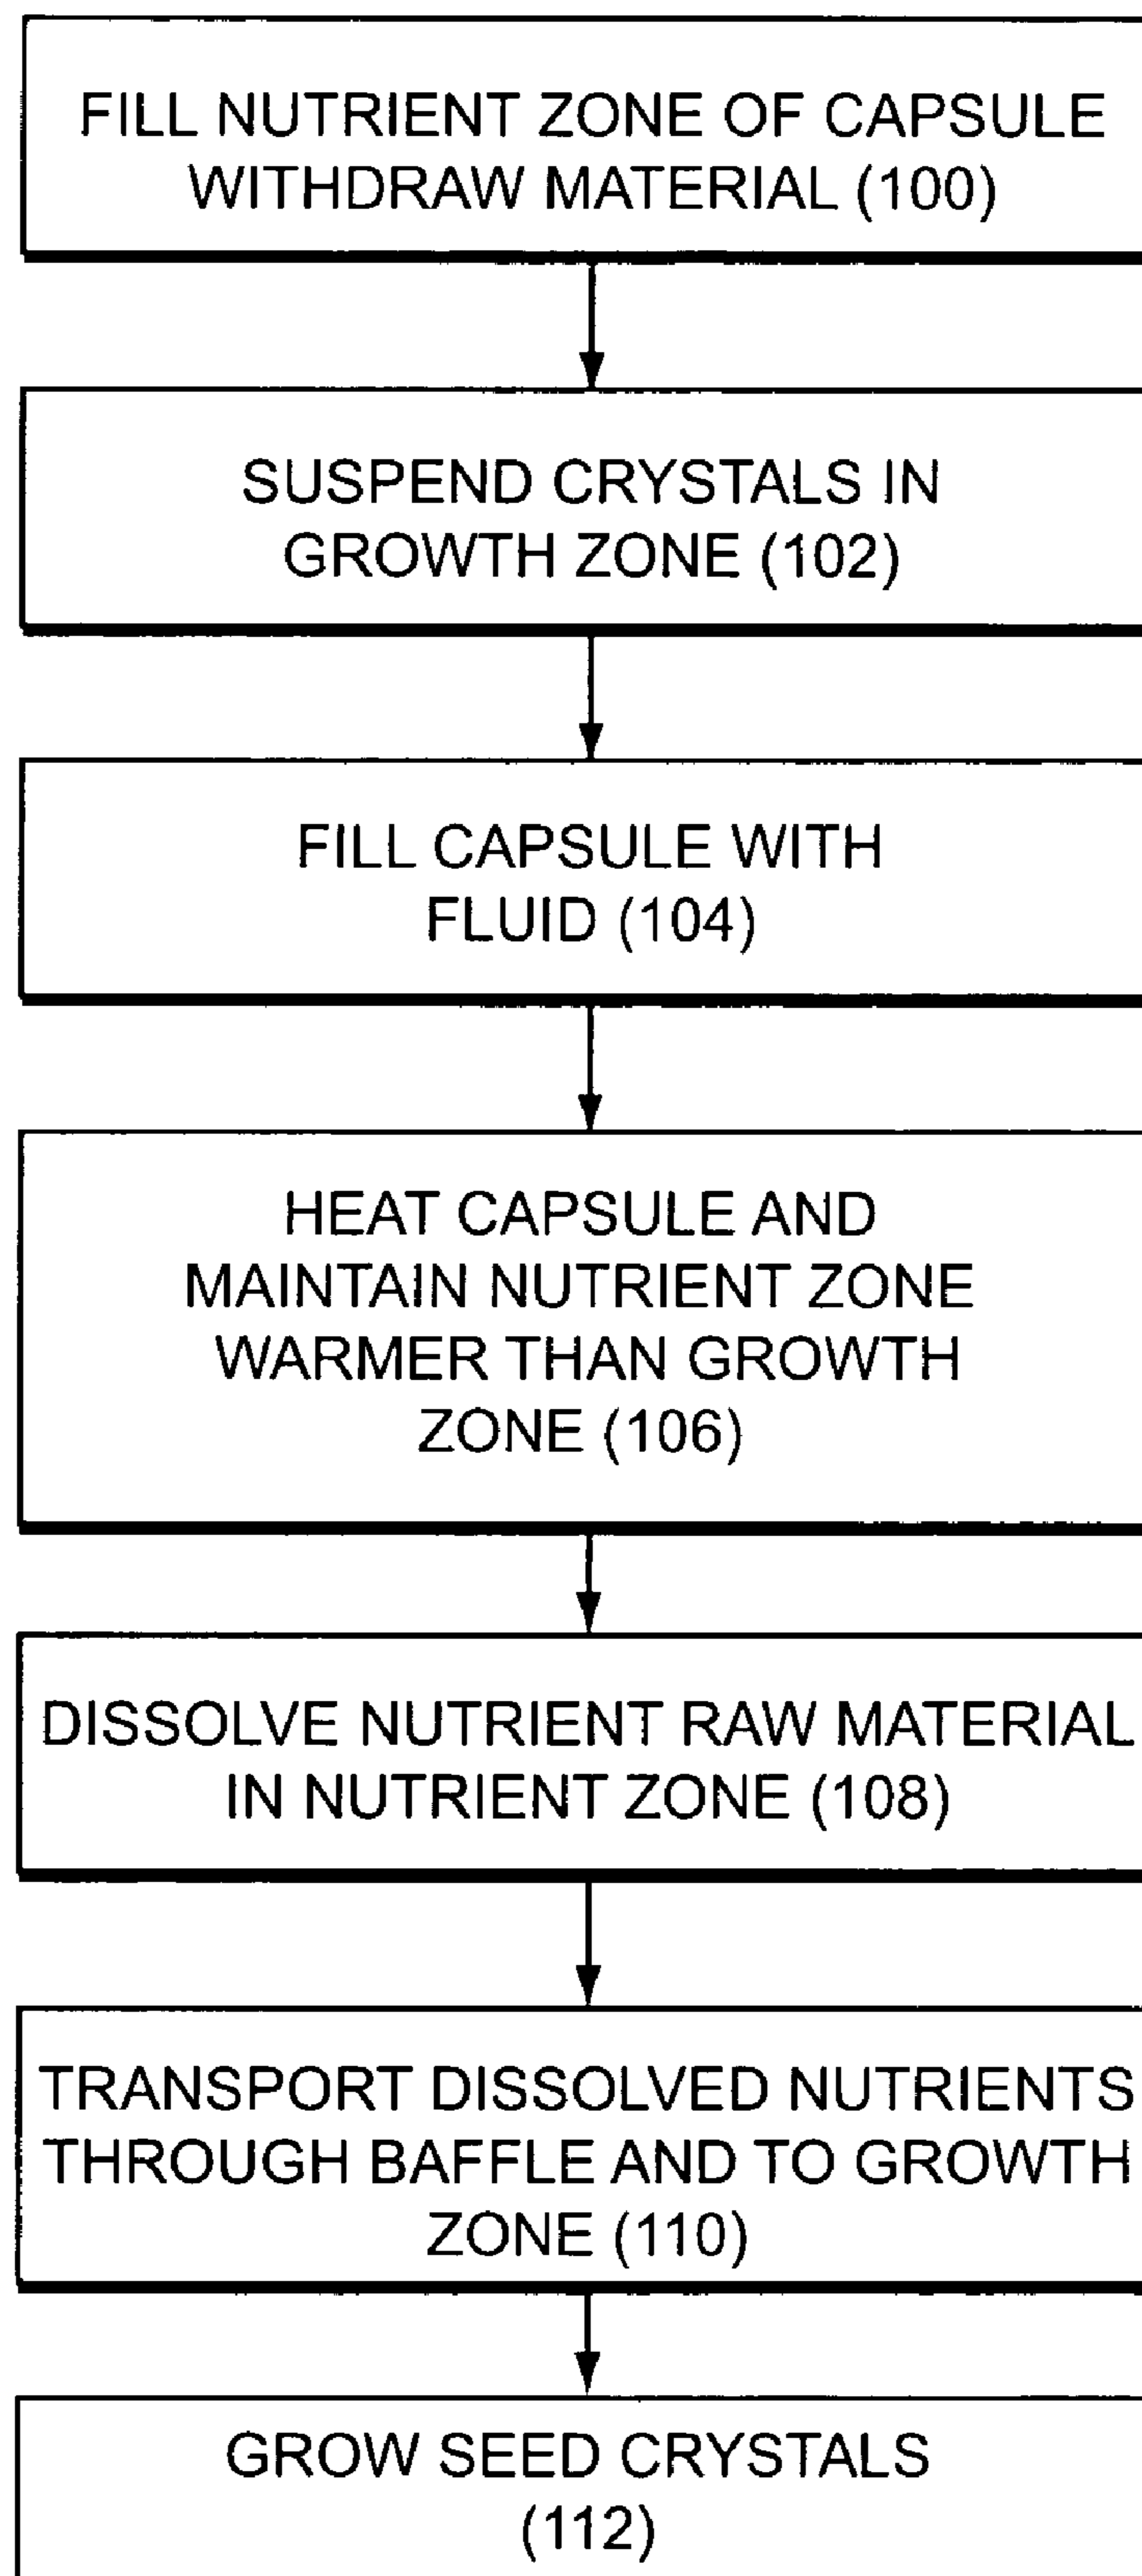 FILL NUTRIENT ZONE OF CAPSULE
WITHDRAW MATERIAL (100)
SUSPEND CRYSTALS IN
GROWTH ZONE (102)
FILL CAPSULE WITH
FLUID (104)
HEAT CAPSULE AND
MAINTAIN NUTRIENT ZONE
WARMER THAN GROWTH
ZONE (106)
DISSOLVE NUTRIENT RAW MATERIAL
IN NUTRIENT ZONE (108)
TRANSPORT DISSOLVED NUTRIENTS
THROUGH BAFFLE AND TO GROWTH
ZONE (110)
GROW SEED CRYSTALS
(112)